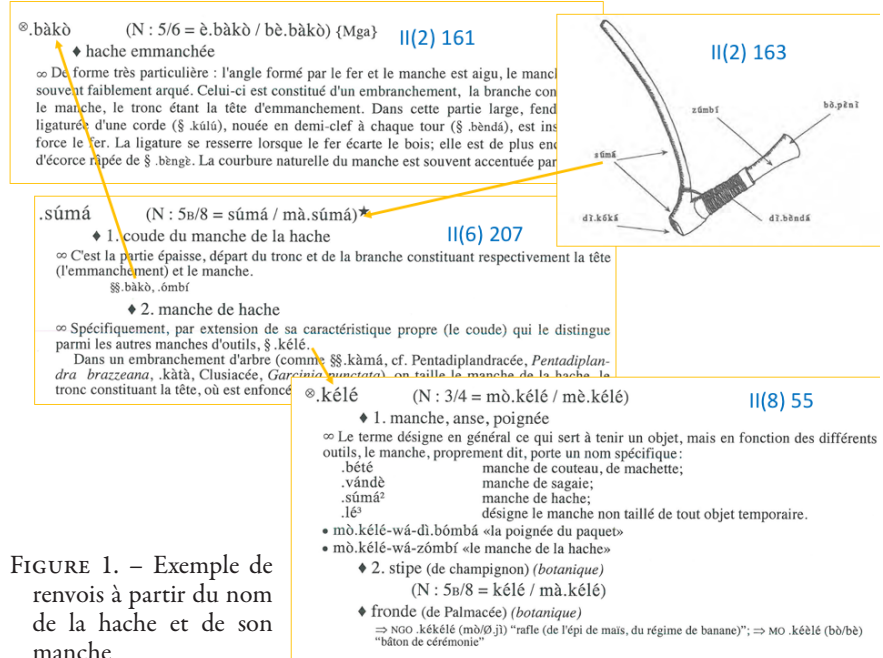 ⊗.bàkò (N : 5/6 = è.bàkò / bè.bàkò) {Mga} II(2) 161
♦ hache emmanchée
∞ De forme très particulière : l'angle formé par le fer et le manche est aigu, le mancl
souvent faiblement arqué. Celui-ci est constitué d'un embranchement, la branche con
le manche, le tronc étant la tête d'emmanchement. Dans cette partie large, fend
ligaturée d'une corde (§ .kúlú), nouée en demi-clef à chaque tour (§ .bèndá), est ins
force le fer. La ligature se resserre lorsque le fer écarte le bois; elle est de plus end
d'écorce râpée de § .bèngè. La courbure naturelle du manche est souvent accentuée par
II(2) 163
zúmbí
bò.pèní
súmá
dì.kóká
dì.bèndá
.súmá (N : 5B/8 = súmá / mà.súmá)★
♦ 1. coude du manche de la hache II(6) 207
∞ C'est la partie épaisse, départ du tronc et de la branche constituant respectivement la tête
(l'emmanchement) et le manche.
§§.bàkò, .ómbí
♦ 2. manche de hache
∞ Spécifiquement, par extension de sa caractéristique propre (le coude) qui le distingue
parmi les autres manches d'outils, § .kélé.
Dans un embranchement d'arbre (comme §§.kàmá, cf. Pentadiplandracée, Pentadiplan-
dra brazzeana, .kàtà, Clusiacée, Garcinia punctata), on taille le manche de la hache, le
tronc constituant la tête, où est enfoncé
⊗.kélé (N : 3/4 = mò.kélé / mè.kélé) II(8) 55
♦ 1. manche, anse, poignée
∞ Le terme désigne en général ce qui sert à tenir un objet, mais en fonction des différents
outils, le manche, proprement dit, porte un nom spécifique :
.bété manche de couteau, de machette;
.vándè manche de sagaie;
.súmá² manche de hache;
.lé³ désigne le manche non taillé de tout objet temporaire.
• mò.kélé-wá-dì.bómbá «la poignée du paquet»
• mò.kélé-wá-zómbí «le manche de la hache»
♦ 2. stipe (de champignon) (botanique)
(N : 5B/8 = kélé / mà.kélé)
♦ fronde (de Palmacée) (botanique)
⇒ NGO .kékélé (mò/Ø.jì) "rafle (de l'épi de maïs, du régime de banane)"; ⇒ MO .kéèlé (bò/bè)
"bâton de cérémonie"
FIGURE 1. – Exemple de
renvois à partir du nom
de la hache et de son
manche